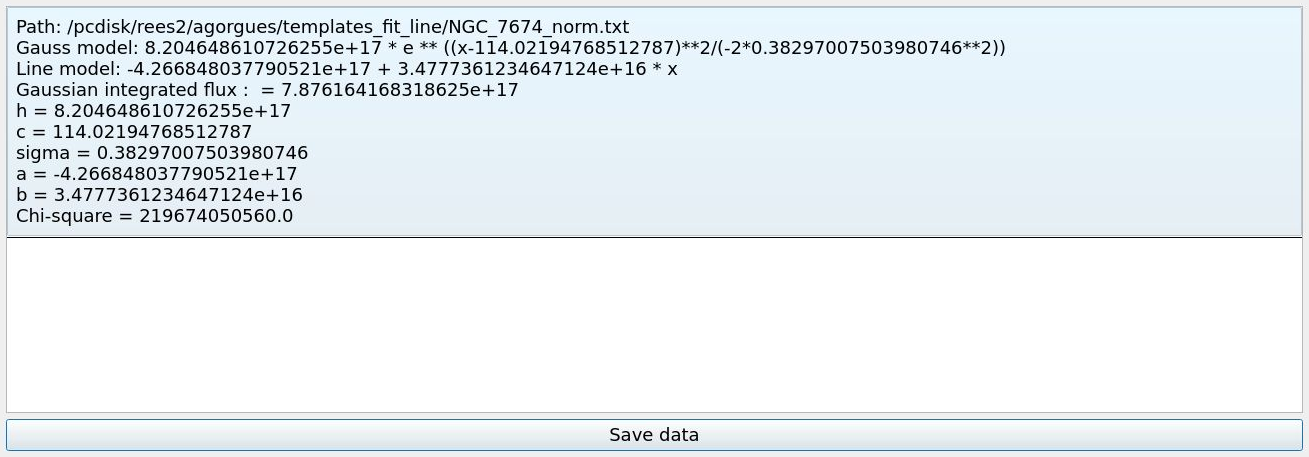 Path: /pcdisk/rees2/agorgues/templates_fit_line/NGC_7674_norm.txt
Gauss model: 8.204648610726255e+17 * e ** ((x-114.02194768512787)**2/(-2*0.38297007503980746**2))
Line model: -4.266848037790521e+17 + 3.4777361234647124e+16 * x
Gaussian integrated flux :  = 7.876164168318625e+17
h = 8.204648610726255e+17
c = 114.02194768512787
sigma = 0.38297007503980746
a = -4.266848037790521e+17
b = 3.4777361234647124e+16
Chi-square = 219674050560.0
Save data